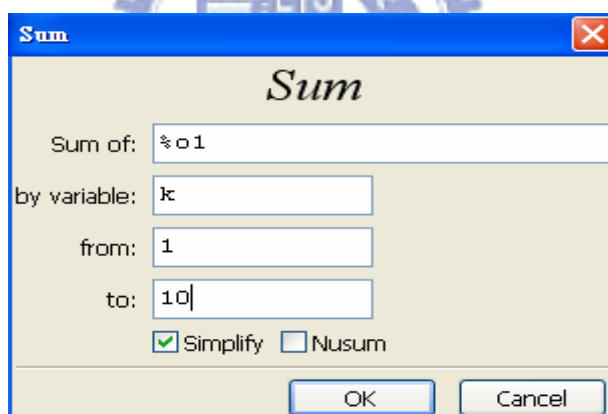 Sum
Sum
Sum of: %o1
by variable: k
from: 1
to: 10
Simplify Nusum
OK Cancel